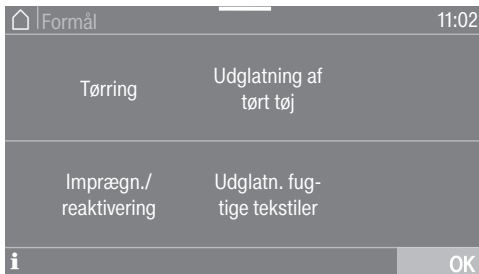 Formål
11:02
Tørring
Udglatning af
tørt tøj
Imprægn./
reaktivering
Udglatn. fug-
tige tekstiler
i
OK